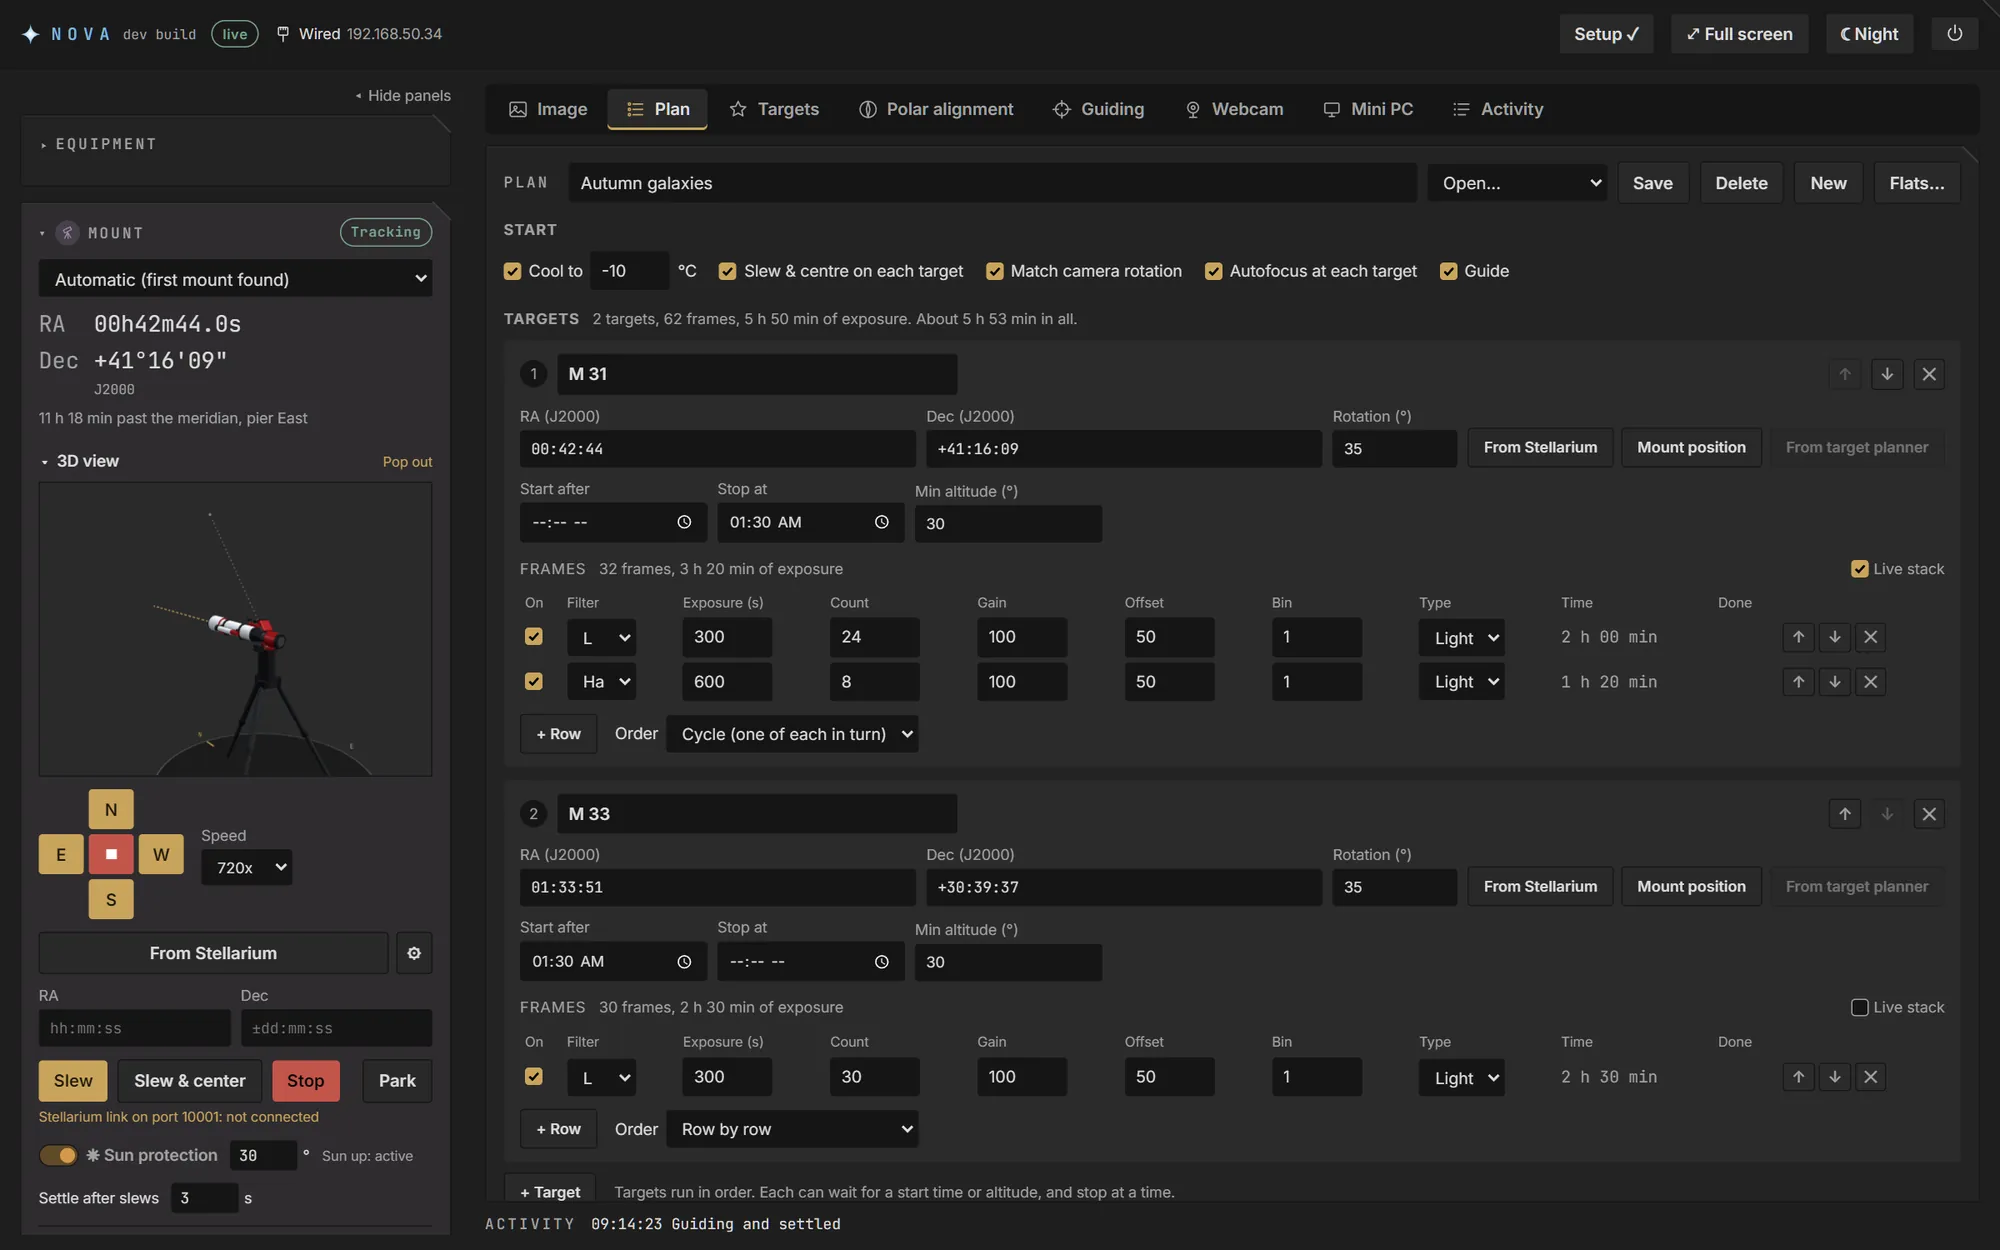 NOVA dev build live Wired 192.168.50.34 Setup ✓ Full screen Night
Hide panels
EQUIPMENT
MOUNT Tracking
Automatic (first mount found)
RA 00h42m44.0s
Dec +41°16'09"
J2000
11 h 18 min past the meridian, pier East
3D view Pop out
N
E
N
E W
S
Speed
720x
From Stellarium
RA Dec
hh:mm:ss ±dd:mm:ss
Slew Slew & center Stop Park
Stellarium link on port 10001: not connected
Sun protection 30 ° Sun up: active
Settle after slews 3 s
Image Plan Targets Polar alignment Guiding Webcam Mini PC Activity
PLAN Autumn galaxies Open... Save Delete New Flats...
START
Cool to -10 °C Slew & centre on each target Match camera rotation Autofocus at each target Guide
TARGETS 2 targets, 62 frames, 5 h 50 min of exposure. About 5 h 53 min in all.
1 M 31
RA (J2000) Dec (J2000) Rotation (°)
00:42:44 +41:16:09 35 From Stellarium Mount position From target planner
Start after Stop at Min altitude (°)
--:-- -- 01:30 AM 30
FRAMES 32 frames, 3 h 20 min of exposure Live stack
On Filter Exposure (s) Count Gain Offset Bin Type Time Done
L 300 24 100 50 1 Light 2 h 00 min
Ha 600 8 100 50 1 Light 1 h 20 min
+ Row Order Cycle (one of each in turn)
2 M 33
RA (J2000) Dec (J2000) Rotation (°)
01:33:51 +30:39:37 35 From Stellarium Mount position From target planner
Start after Stop at Min altitude (°)
01:30 AM --:-- -- 30
FRAMES 30 frames, 2 h 30 min of exposure Live stack
On Filter Exposure (s) Count Gain Offset Bin Type Time Done
L 300 30 100 50 1 Light 2 h 30 min
+ Row Order Row by row
+ Target Targets run in order. Each can wait for a start time or altitude, and stop at a time.
ACTIVITY 09:14:23 Guiding and settled